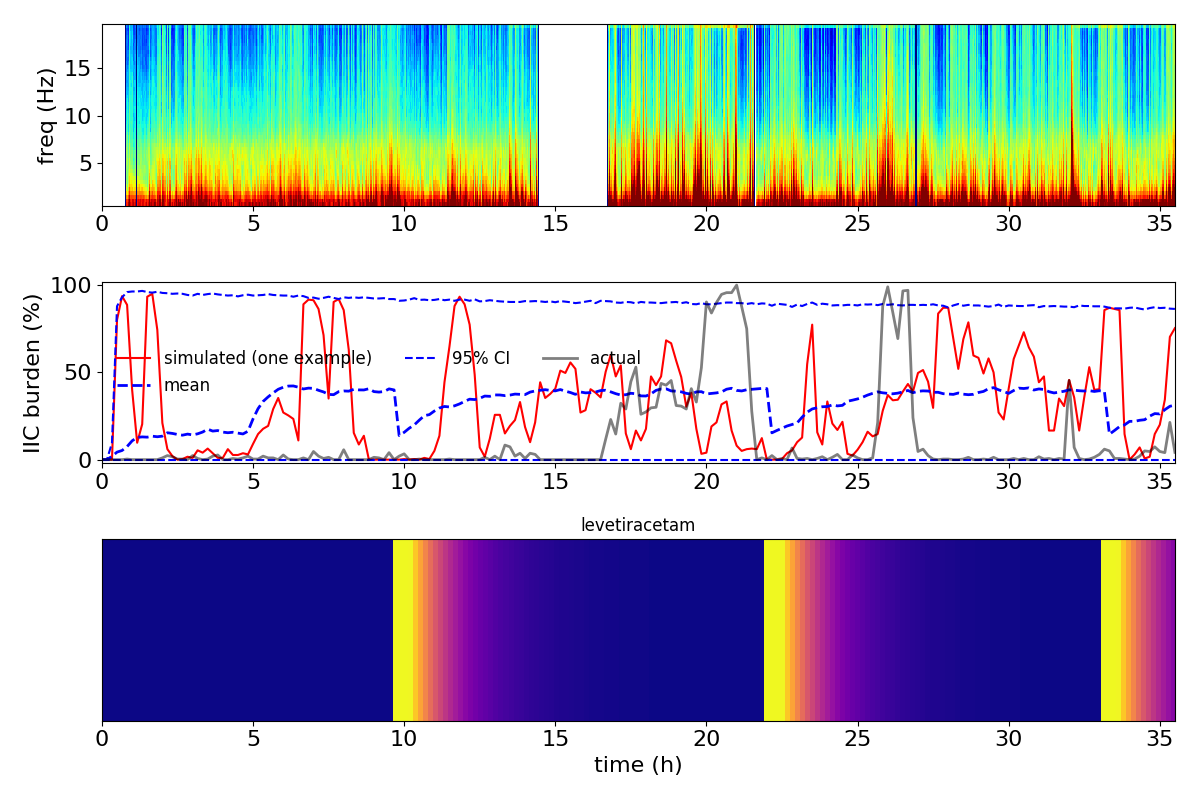 freq (Hz)
15
10
5
0 5 10 15 20 25 30 35
IIC burden (%)
100
50
0
simulated (one example) 95% CI actual
mean
0 5 10 15 20 25 30 35
levetiracetam
0 5 10 15 20 25 30 35
time (h)